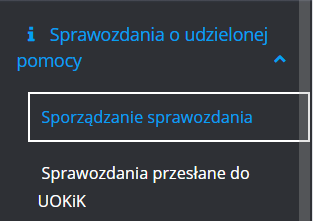 Sprawozdania o udzielonej
pomocy
Sporządzanie sprawozdania
Sprawozdania przesłane do
UOKiK